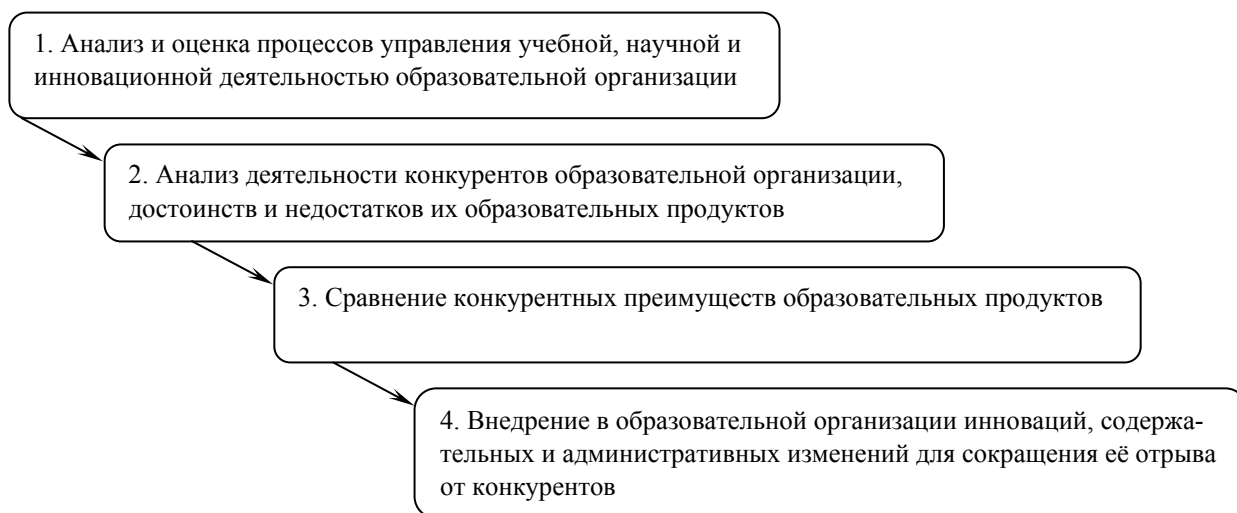 1. Анализ и оценка процессов управления учебной, научной и
инновационной деятельностью образовательной организации
2. Анализ деятельности конкурентов образовательной организации,
достоинств и недостатков их образовательных продуктов
3. Сравнение конкурентных преимуществ образовательных продуктов
4. Внедрение в образовательной организации инноваций, содержа-
тельных и административных изменений для сокращения её отрыва
от конкурентов